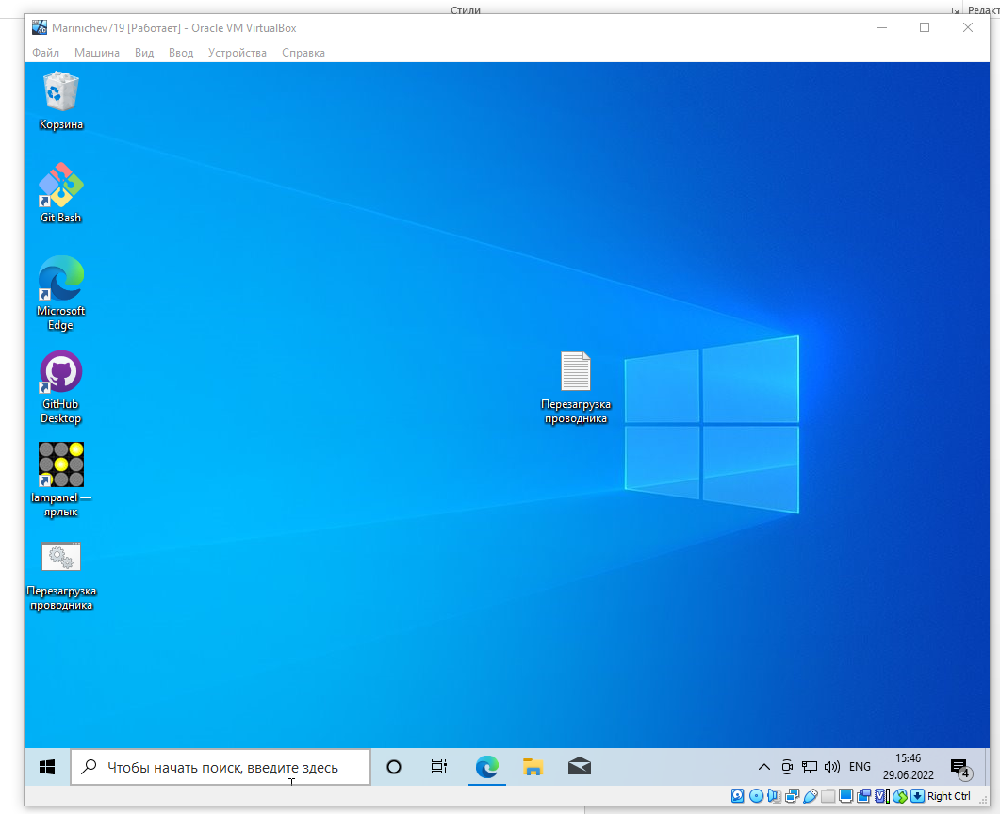 Стили
Редакт
Marinichev719 [Работает] - Oracle VM VirtualBox
Файл Машина Вид Ввод Устройства Справка
Корзина
Git Bash
Microsoft
Edge
GitHub
Desktop
lampanel —
ярлык
Перезагрузка
проводника
Перезагрузка
проводника
Чтобы начать поиск, введите здесь
ENG
15:46
29.06.2022
4
Right Ctrl